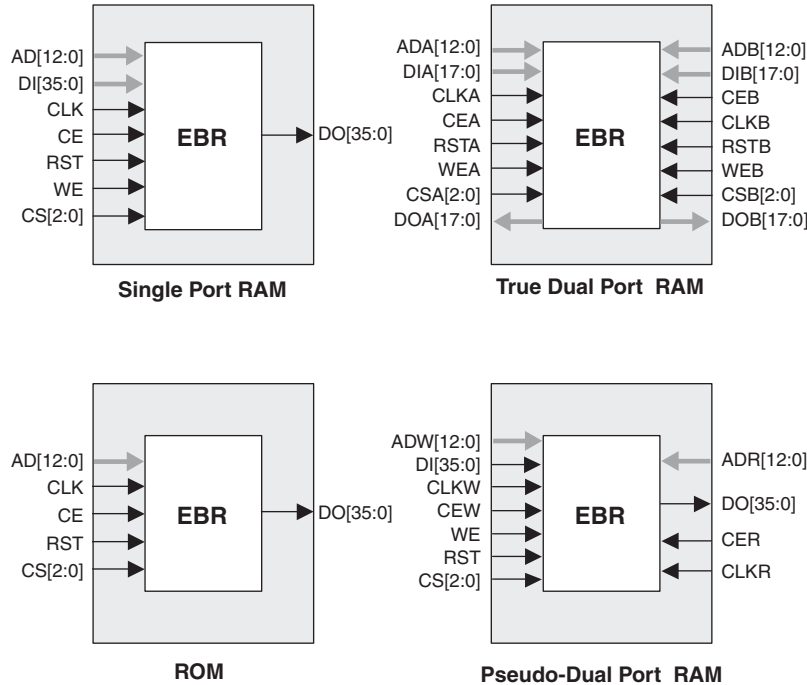 AD[12:0]
DI[35:0]
CLK
CE
RST
WE
CS[2:0]
EBR
DO[35:0]
Single Port RAM
ADA[12:0]
DIA[17:0]
CLKA
CEA
RSTA
WEA
CSA[2:0]
DOA[17:0]
EBR
ADB[12:0]
DIB[17:0]
CEB
CLKB
RSTB
WEB
CSB[2:0]
DOB[17:0]
True Dual Port RAM
AD[12:0]
CLK
CE
RST
CS[2:0]
EBR
DO[35:0]
ROM
ADW[12:0]
DI[35:0]
CLKW
CEW
WE
RST
CS[2:0]
EBR
ADR[12:0]
DO[35:0]
CER
CLKR
Pseudo-Dual Port RAM